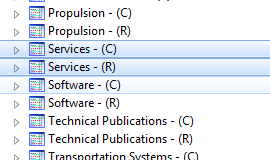 Propulsion - (C)
Propulsion - (R)
Services - (C)
Services - (R)
Software - (C)
Software - (R)
Technical Publications - (C)
Technical Publications - (R)
Transportation Systems - (C)